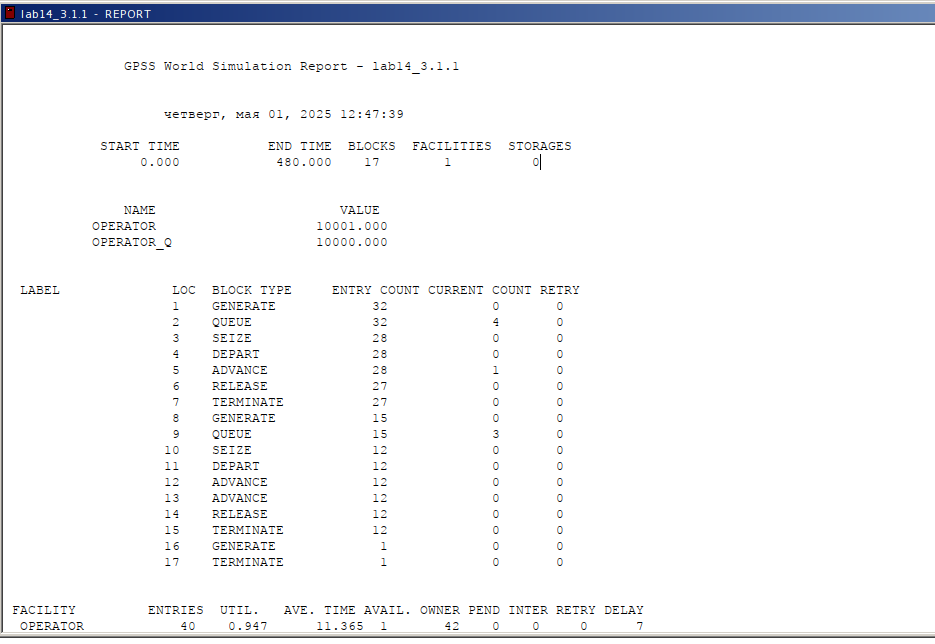 lab14_3.1.1 - REPORT
GPSS World Simulation Report - lab14_3.1.1
четверг, мая 01, 2025 12:47:39
START TIME END TIME BLOCKS FACILITIES STORAGES
0.000 480.000 17 1 0
NAME VALUE
OPERATOR 10001.000
OPERATOR_Q 10000.000
LABEL LOC BLOCK TYPE ENTRY COUNT CURRENT COUNT RETRY
1 GENERATE 32 0 0
2 QUEUE 32 4 0
3 SEIZE 28 0 0
4 DEPART 28 0 0
5 ADVANCE 28 1 0
6 RELEASE 27 0 0
7 TERMINATE 27 0 0
8 GENERATE 15 0 0
9 QUEUE 15 3 0
10 SEIZE 12 0 0
11 DEPART 12 0 0
12 ADVANCE 12 0 0
13 ADVANCE 12 0 0
14 RELEASE 12 0 0
15 TERMINATE 12 0 0
16 GENERATE 1 0 0
17 TERMINATE 1 0 0
FACILITY ENTRIES UTIL. AVE. TIME AVAIL. OWNER PEND INTER RETRY DELAY
OPERATOR 40 0.947 11.365 1 42 0 0 0 7